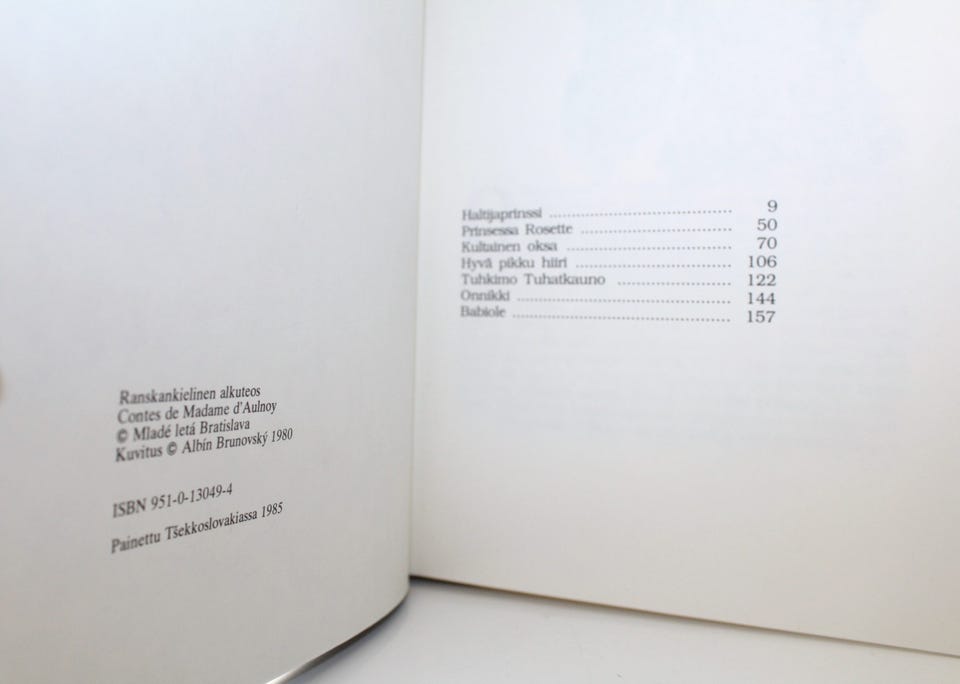 Ranskankielinen alkuteos
Contes de Madame d'Aulnoy
© Mladé letá Bratislava
Kuvitus © Albín Brunovský 1980
ISBN 951-0-13049-4
Painettu Tšekkoslovakiassa 1985
Haltijaprinssi ........................................ 9
Prinsessa Rosette ................................. 50
Kultainen oksa .................................... 70
Hyvä pikku hiiri .................................. 106
Tuhkimo Tuhatkauno ......................... 122
Onnikki .............................................. 144
Babiole .............................................. 157